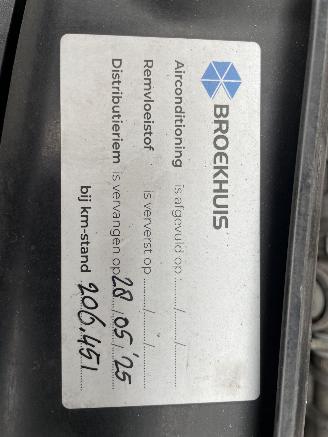 BROEKHUIS
Airconditioning is afgevuld op : ....../....../......
Remvloeistof is ververst op ....../....../......
Distributieriem is vervangen op 28/05/'25
bij km-stand 206.451